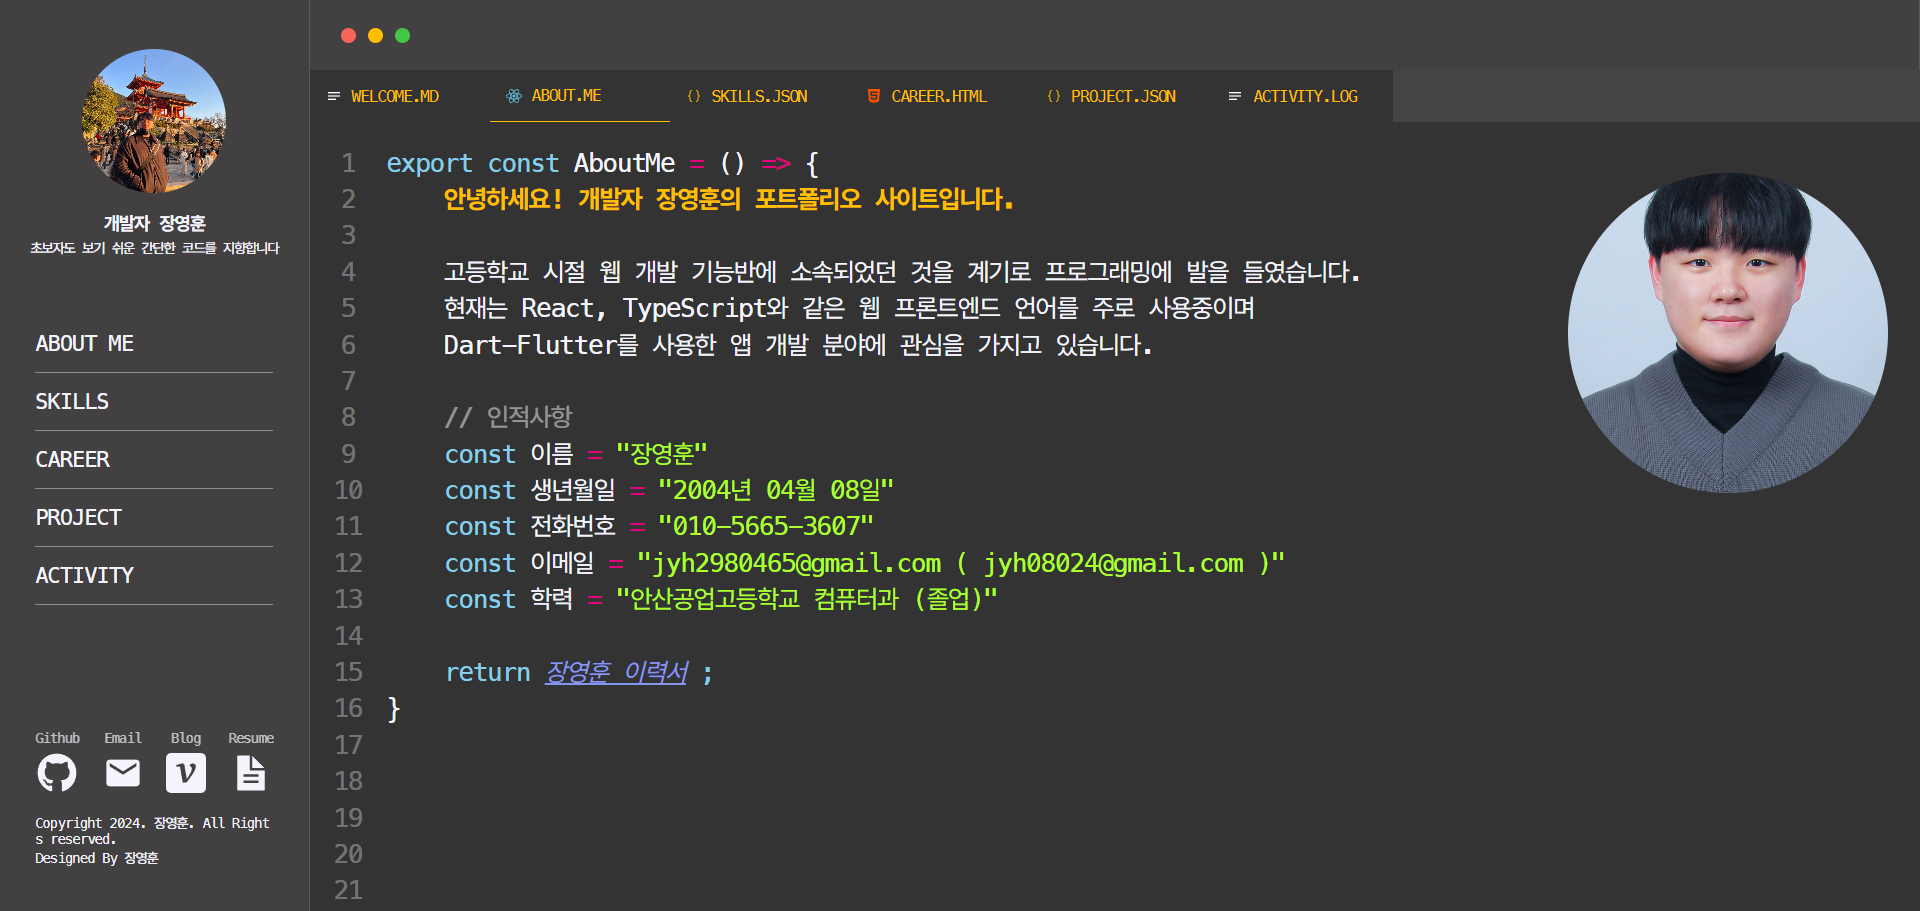 개발자 장영훈
초보자도 보기 쉬운 간단한 코드를 지향합니다
ABOUT ME
SKILLS
CAREER
PROJECT
ACTIVITY
Github Email Blog Resume
v
Copyright 2024. 장영훈. All Right
s reserved.
Designed By 장영훈
WELCOME.MD ABOUT.ME {} SKILLS.JSON 5 CAREER.HTML {} PROJECT.JSON ACTIVITY.LOG
1 export const AboutMe = () => {
2 안녕하세요! 개발자 장영훈의 포트폴리오 사이트입니다.
3
4 고등학교 시절 웹 개발 기능반에 소속되었던 것을 계기로 프로그래밍에 발을 들였습니다.
5 현재는 React, TypeScript와 같은 웹 프론트엔드 언어를 주로 사용중이며
6 Dart-Flutter를 사용한 앱 개발 분야에 관심을 가지고 있습니다.
7
8 // 인적사항
9 const 이름 = "장영훈"
10 const 생년월일 = "2004년 04월 08일"
11 const 전화번호 = "010-5665-3607"
12 const 이메일 = "jyh2980465@gmail.com ( jyh08024@gmail.com )"
13 const 학력 = "안산공업고등학교 컴퓨터과 (졸업)"
14
15 return 장영훈 이력서 ;
16 }
17
18
19
20
21